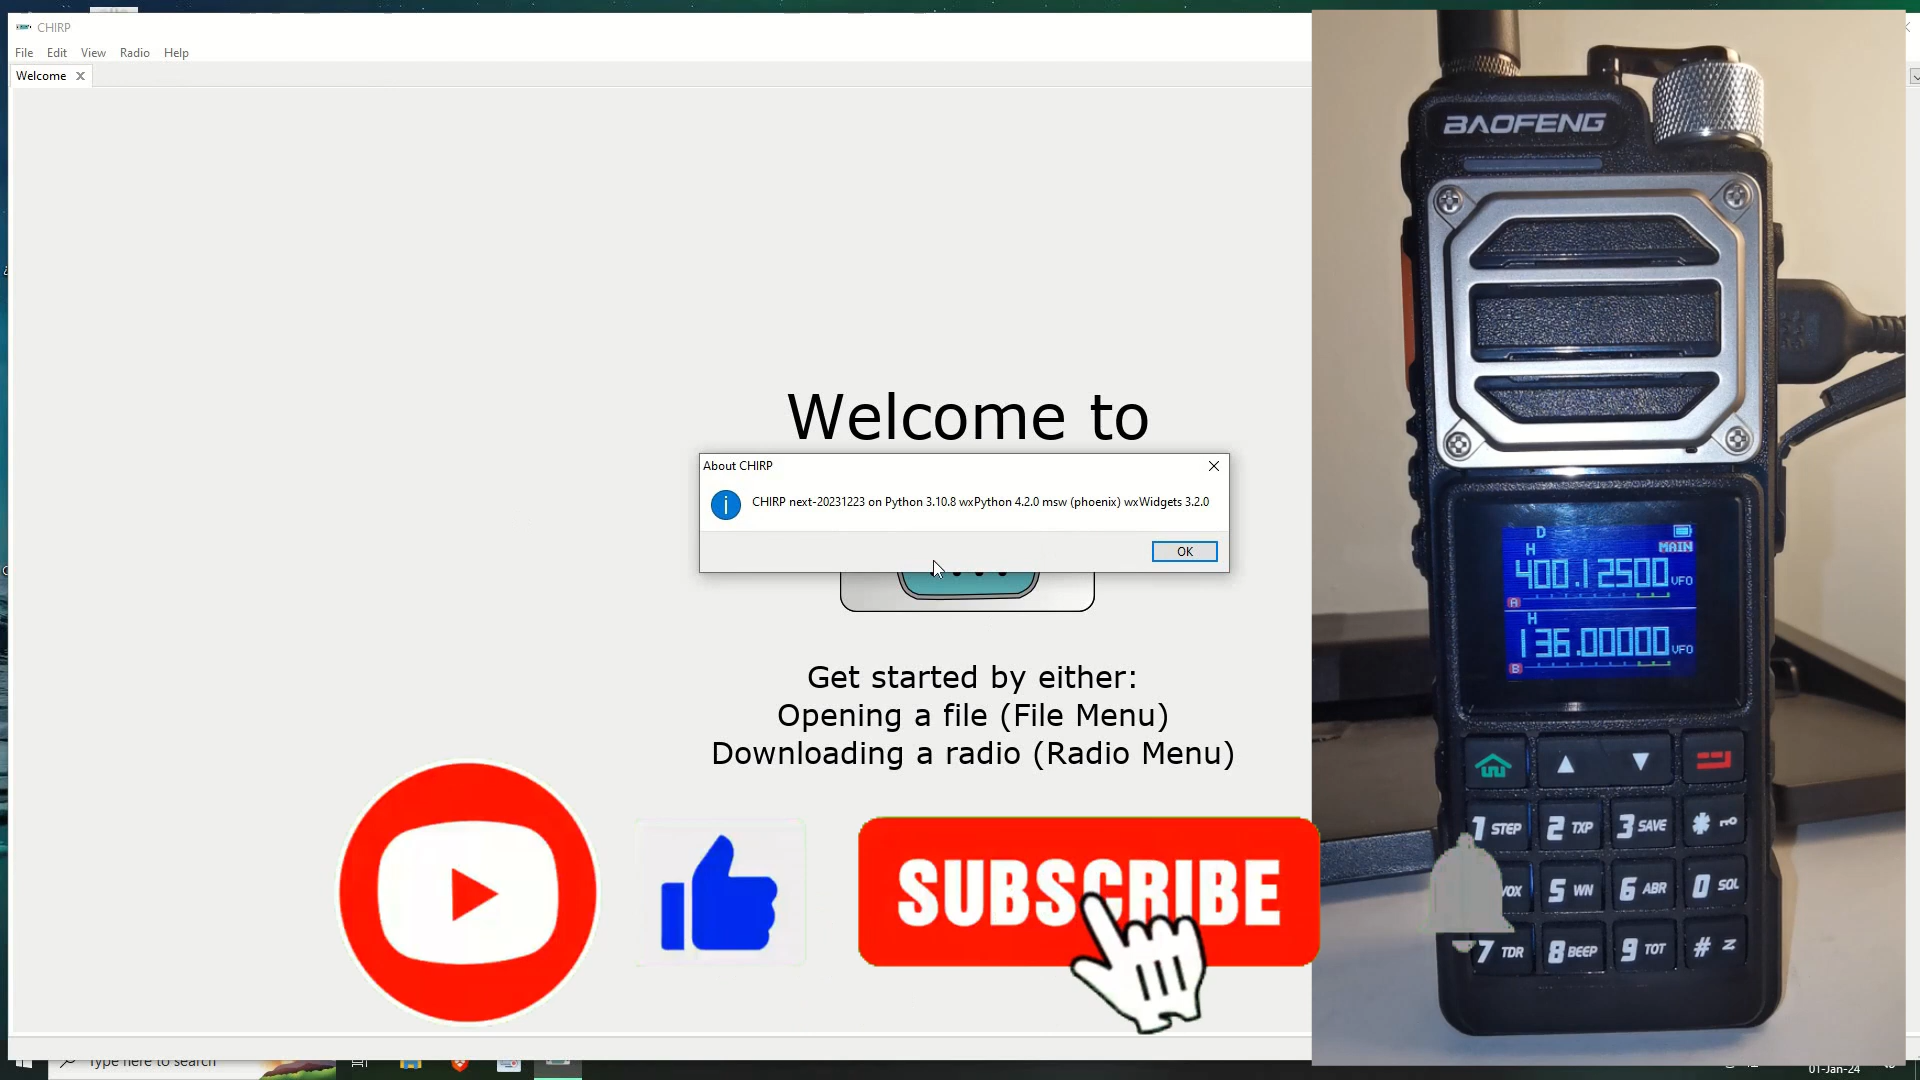 CHIRP
File Edit View Radio Help
Welcome
Welcome to
About CHIRP
CHIRP next-20231223 on Python 3.10.8 wxPython 4.2.0 msw (phoenix) wxWidgets 3.2.0
OK
Get started by either:
Opening a file (File Menu)
Downloading a radio (Radio Menu)
SUBSCRIBE
Type here to search
01-Jan-24
BAOFENG
D
H MAIN
400.12500 VFO
A
H
136.00000 VFO
B
1 STEP 2 TXP 3 SAVE *
VOX 5 WN 6 ABR 0 SQL
7 TDR 8 BEEP 9 TOT #